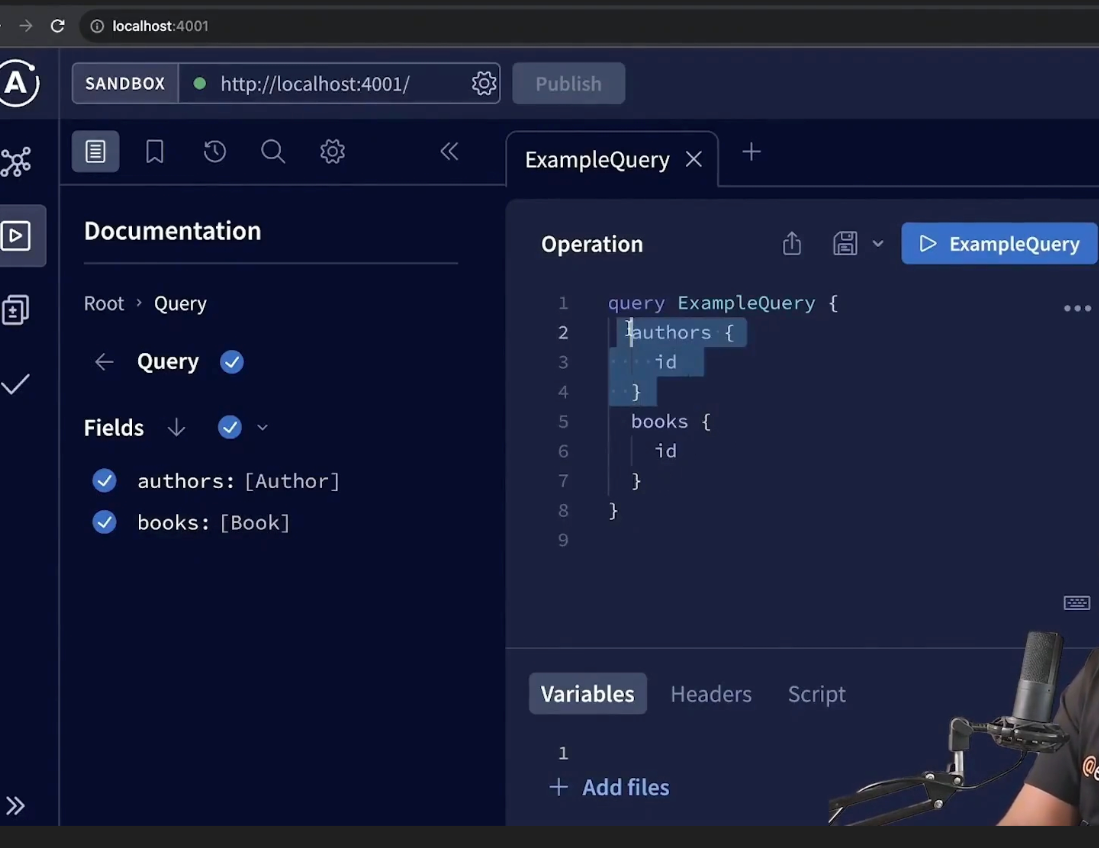 localhost:4001
SANDBOX
http://localhost:4001/
Publish
ExampleQuery
Documentation
Root › Query
Query
Fields
authors: [Author]
books: [Book]
Operation
ExampleQuery
1 query ExampleQuery {
2 authors {
3 id
4 }
5 books {
6 id
7 }
8 }
9
Variables
Headers
Script
1
+ Add files